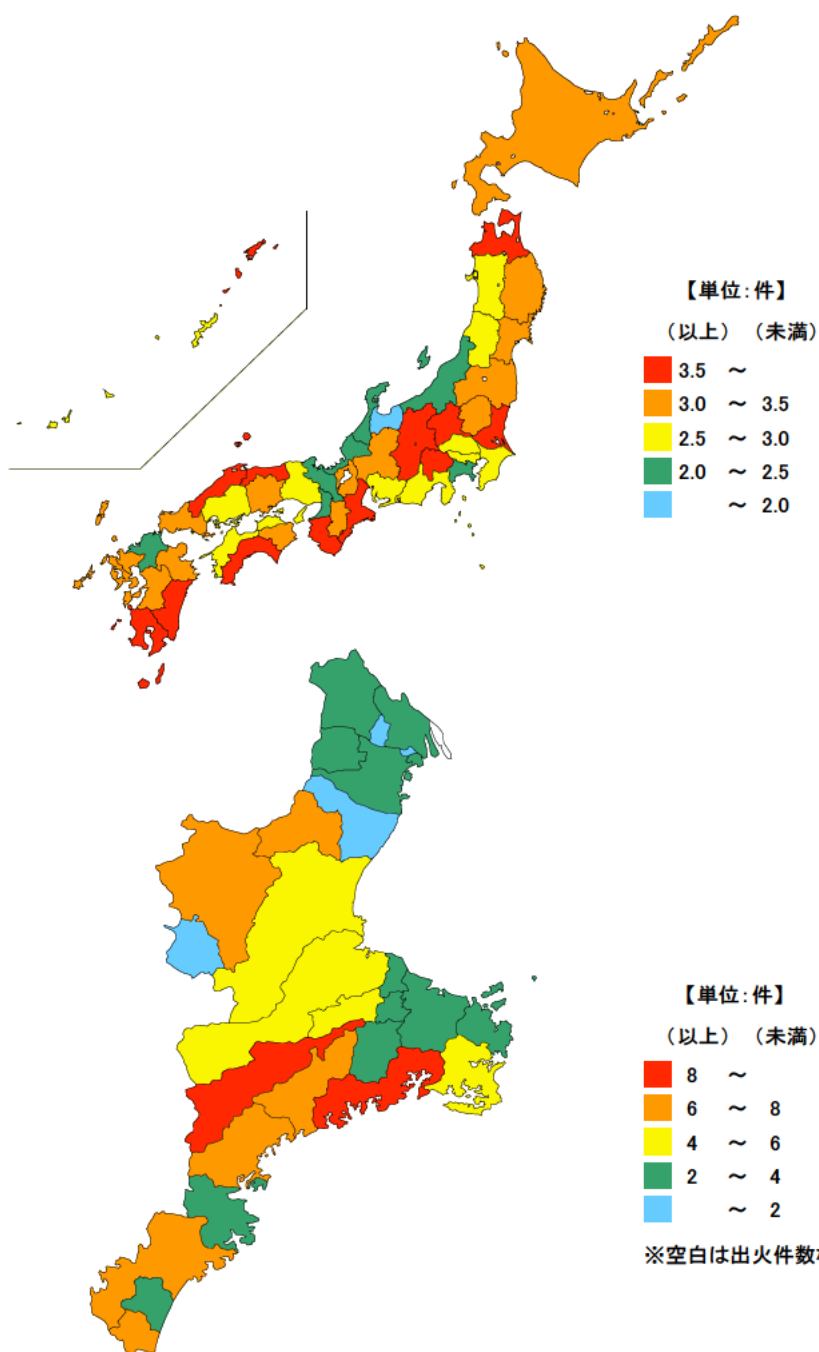 【単位:件】
(以上) (未満)
3.5 ～
3.0 ～ 3.5
2.5 ～ 3.0
2.0 ～ 2.5
～ 2.0
【単位:件】
(以上) (未満)
8 ～
6 ～ 8
4 ～ 6
2 ～ 4
～ 2
※空白は出火件数